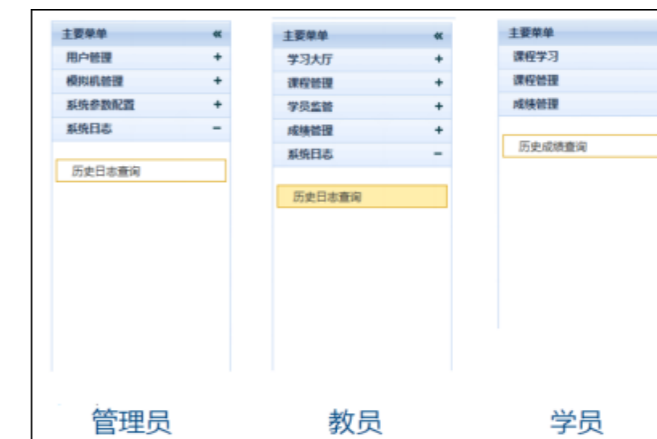 主要菜单 «
用户管理 +
模拟机管理 +
系统参数配置 +
系统日志 −
历史日志查询
管理员
主要菜单 «
学习大厅 +
课程管理 +
学员监管 +
成绩管理 +
系统日志 −
历史日志查询
教员
主要菜单
课程学习
课程管理
成绩管理
历史成绩查询
学员